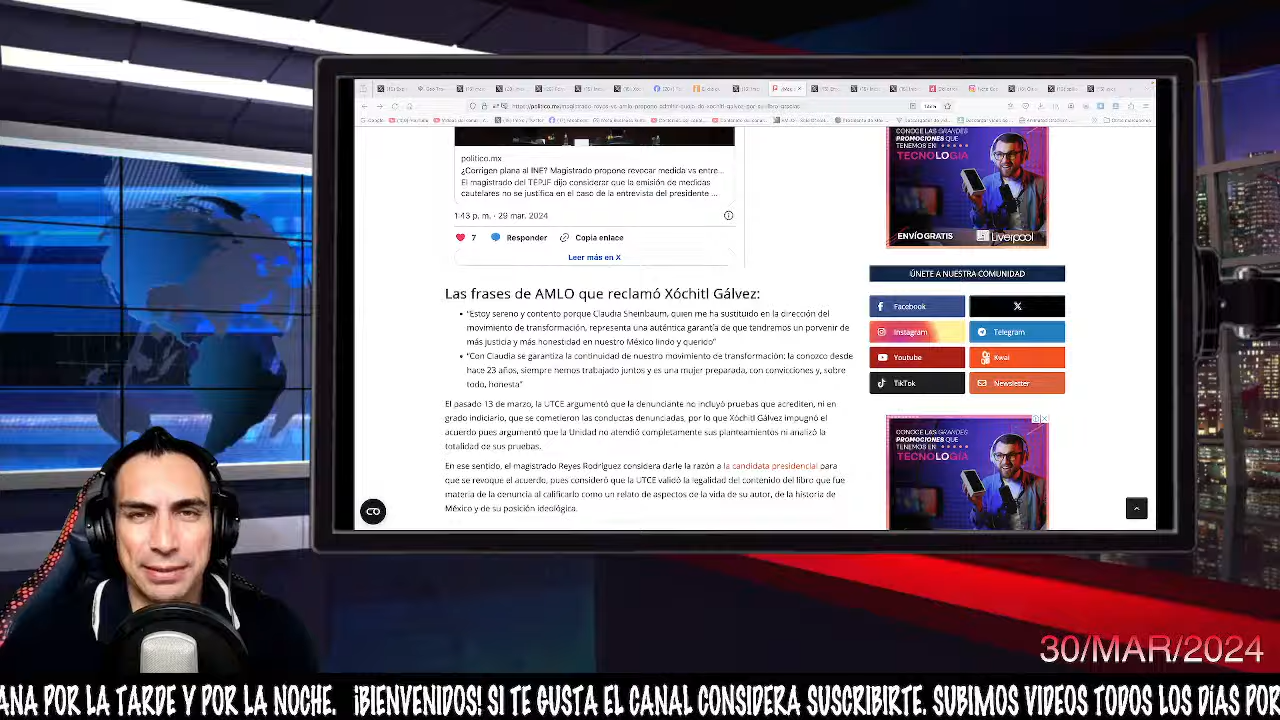 politico.mx
¿Corrigen plana al INE? Magistrado propone revocar medida vs entre...
El magistrado del TEPJF dijo considerar que la emisión de medidas
cautelares no se justifica en el caso de la entrevista del presidente ...
1:43 p. m. · 29 mar. 2024
7 Responder Copia enlace
Leer más en X
Las frases de AMLO que reclamó Xóchitl Gálvez:
"Estoy sereno y contento porque Claudia Sheinbaum, quien me ha sustituido en la dirección del
movimiento de transformación, representa una auténtica garantía de que tendremos un porvenir de
más justicia y más honestidad en nuestro México lindo y querido"
"Con Claudia se garantiza la continuidad de nuestro movimiento de transformación; la conozco desde
hace 23 años, siempre hemos trabajado juntos y es una mujer preparada, con convicciones y, sobre
todo, honesta"
El pasado 13 de marzo, la UTCE argumentó que la denunciante no incluyó pruebas que acrediten, ni en
grado indiciario, que se cometieron las conductas denunciadas, por lo que Xóchitl Gálvez impugnó el
acuerdo pues argumentó que la Unidad no atendió completamente sus planteamientos ni analizó la
totalidad de sus pruebas.
En ese sentido, el magistrado Reyes Rodríguez considera darle la razón a la candidata presidencial para
que se revoque el acuerdo, pues consideró que la UTCE validó la legalidad del contenido del libro que fue
materia de la denuncia al calificarlo como un relato de aspectos de la vida de su autor, de la historia de
México y de su posición ideológica.
CONOCE LAS GRANDES
PROMOCIONES QUE
TENEMOS EN
TECNOLOGÍA
ENVÍO GRATIS Liverpool
ÚNETE A NUESTRA COMUNIDAD
Facebook X
Instagram Telegram
Youtube Kwai
TikTok Newsletter
CONOCE LAS GRANDES
PROMOCIONES QUE
TENEMOS EN
TECNOLOGÍA
30/MAR/2024
ANA POR LA TARDE Y POR LA NOCHE. ¡BIENVENIDOS! SI TE GUSTA EL CANAL CONSIDERA SUSCRIBIRTE. SUBIMOS VIDEOS TODOS LOS DÍAS POR